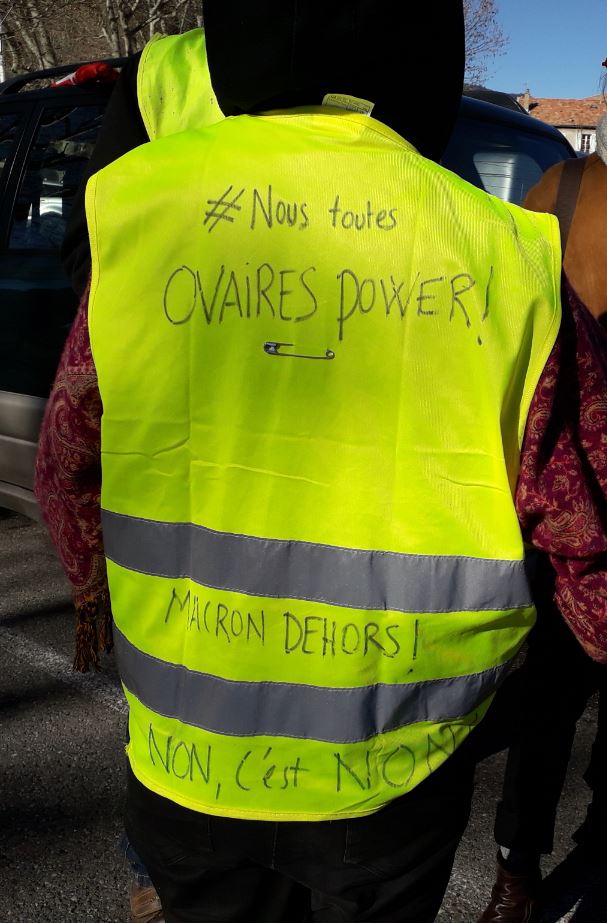 #Nous toutes
OVAiRES POWER!
MACRON DEHORS!
NON, C'est NON!